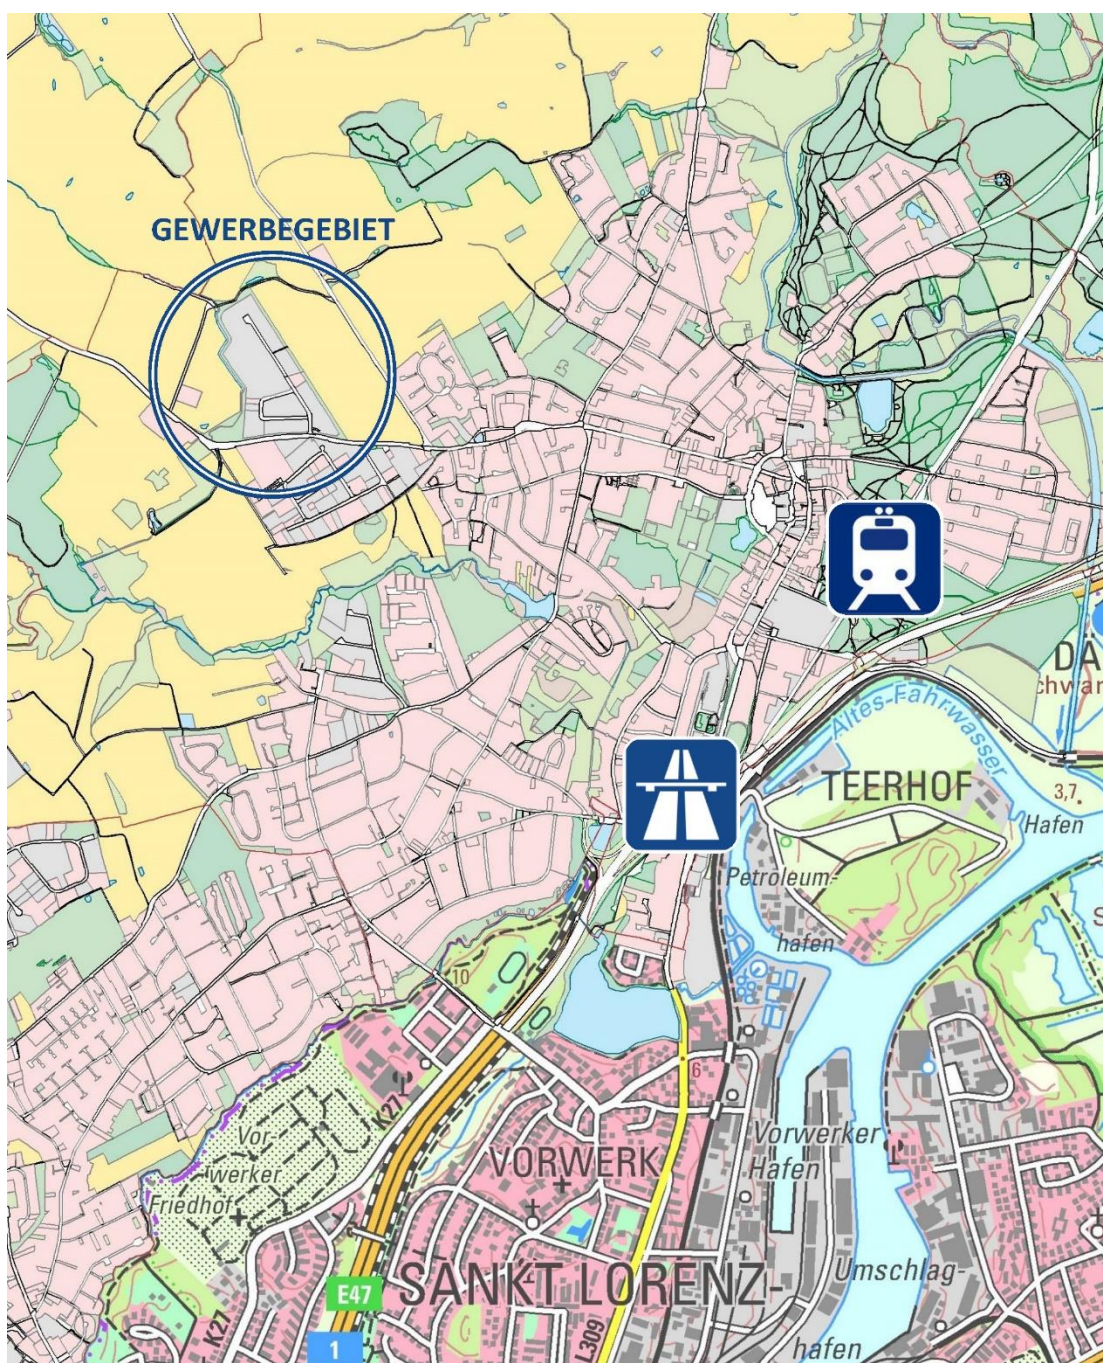 GEWERBEGEBIET
DÄ
chwar
Altes-Fahrwasser
TEERHOF
3,7
Hafen
Petroleum-
hafen
10
6
K27
Vor-
werker
Friedhof
VORWERK
Vorwerker
Hafen
E47
SANKT LORENZ-
Umschlag-
hafen
1
K27
L309